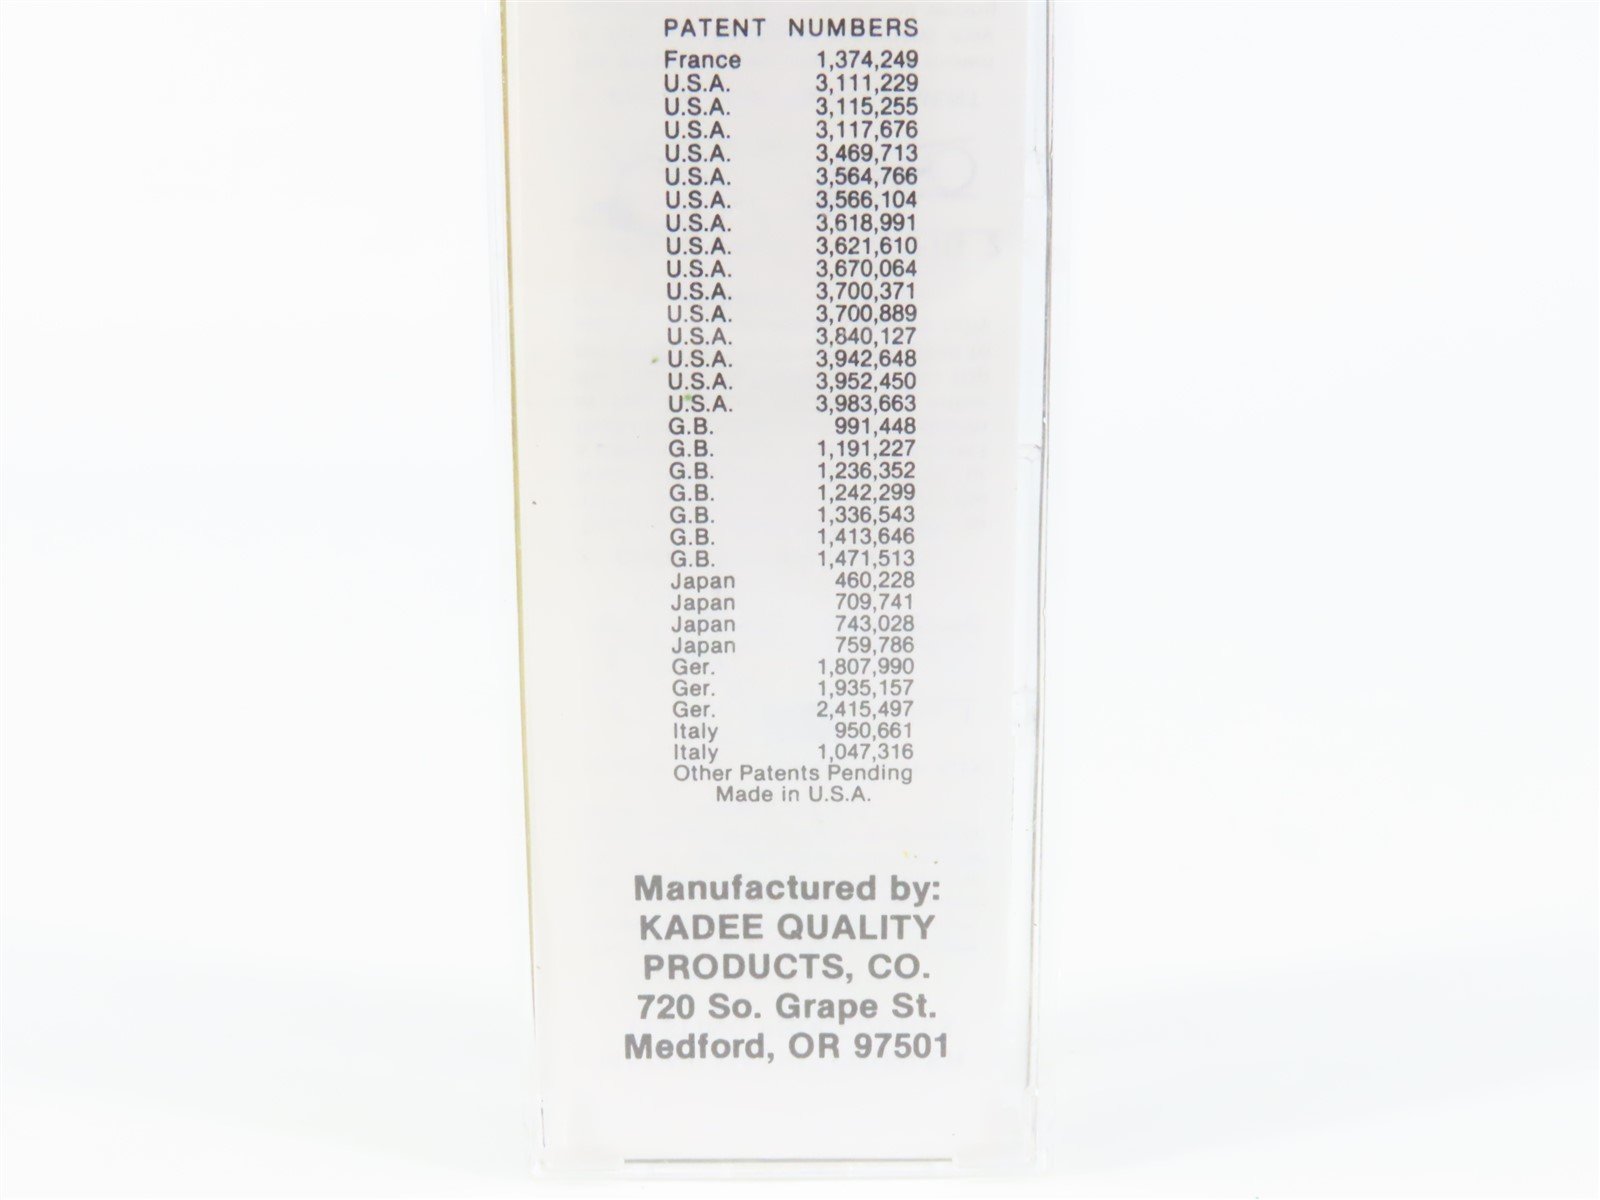 PATENT NUMBERS
France 1,374,249
U.S.A. 3,111,229
U.S.A. 3,115,255
U.S.A. 3,117,676
U.S.A. 3,469,713
U.S.A. 3,564,766
U.S.A. 3,566,104
U.S.A. 3,618,991
U.S.A. 3,621,610
U.S.A. 3,670,064
U.S.A. 3,700,371
U.S.A. 3,700,889
U.S.A. 3,840,127
U.S.A. 3,942,648
U.S.A. 3,952,450
U.S.A. 3,983,663
G.B. 991,448
G.B. 1,191,227
G.B. 1,236,352
G.B. 1,242,299
G.B. 1,336,543
G.B. 1,413,646
G.B. 1,471,513
Japan 460,228
Japan 709,741
Japan 743,028
Japan 759,786
Ger. 1,807,990
Ger. 1,935,157
Ger. 2,415,497
Italy 950,661
Italy 1,047,316
Other Patents Pending
Made in U.S.A.
Manufactured by:
KADEE QUALITY
PRODUCTS, CO.
720 So. Grape St.
Medford, OR 97501